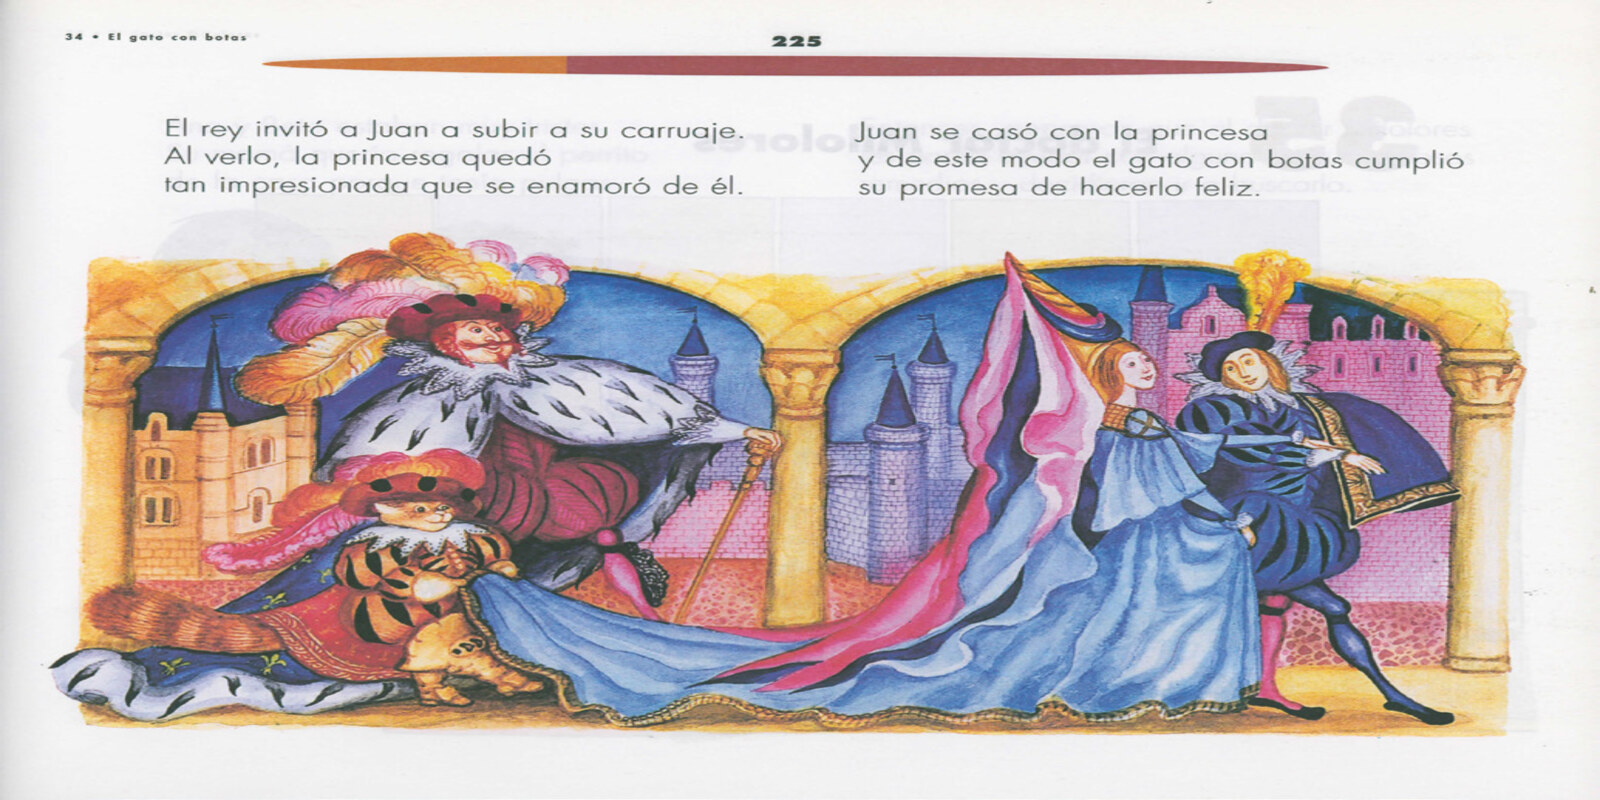 34 • El gato con botas
225
El rey invitó a Juan a subir a su carruaje.
Al verlo, la princesa quedó
tan impresionada que se enamoró de él.
Juan se casó con la princesa
y de este modo el gato con botas cumplió
su promesa de hacerlo feliz.